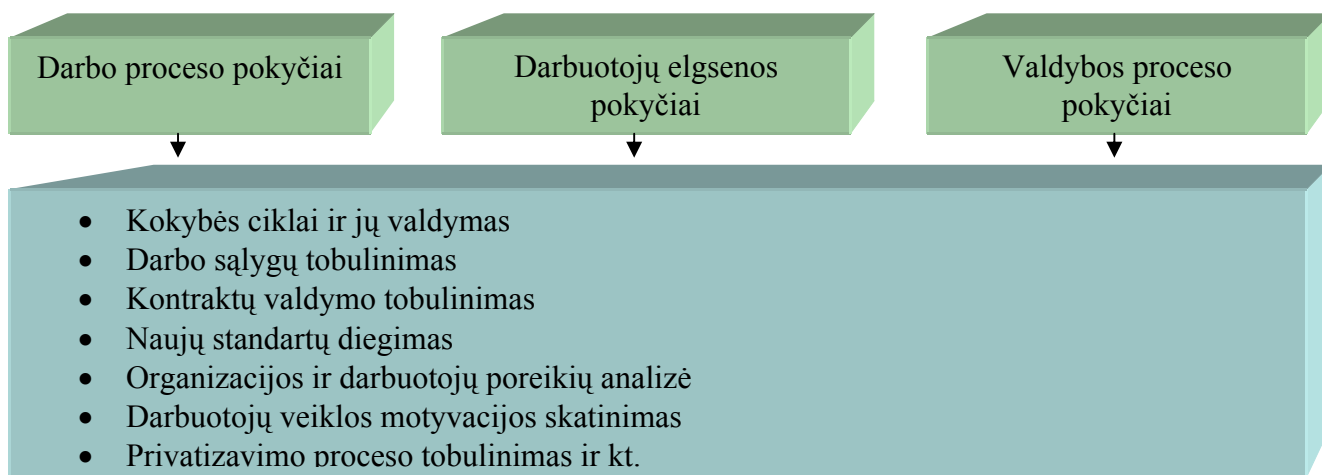 Darbo proceso pokyčiai
Darbuotojų elgsenos
pokyčiai
Valdybos proceso
pokyčiai
• Kokybės ciklai ir jų valdymas
• Darbo sąlygų tobulinimas
• Kontraktų valdymo tobulinimas
• Naujų standartų diegimas
• Organizacijos ir darbuotojų poreikių analizė
• Darbuotojų veiklos motyvacijos skatinimas
• Privatizavimo proceso tobulinimas ir kt.